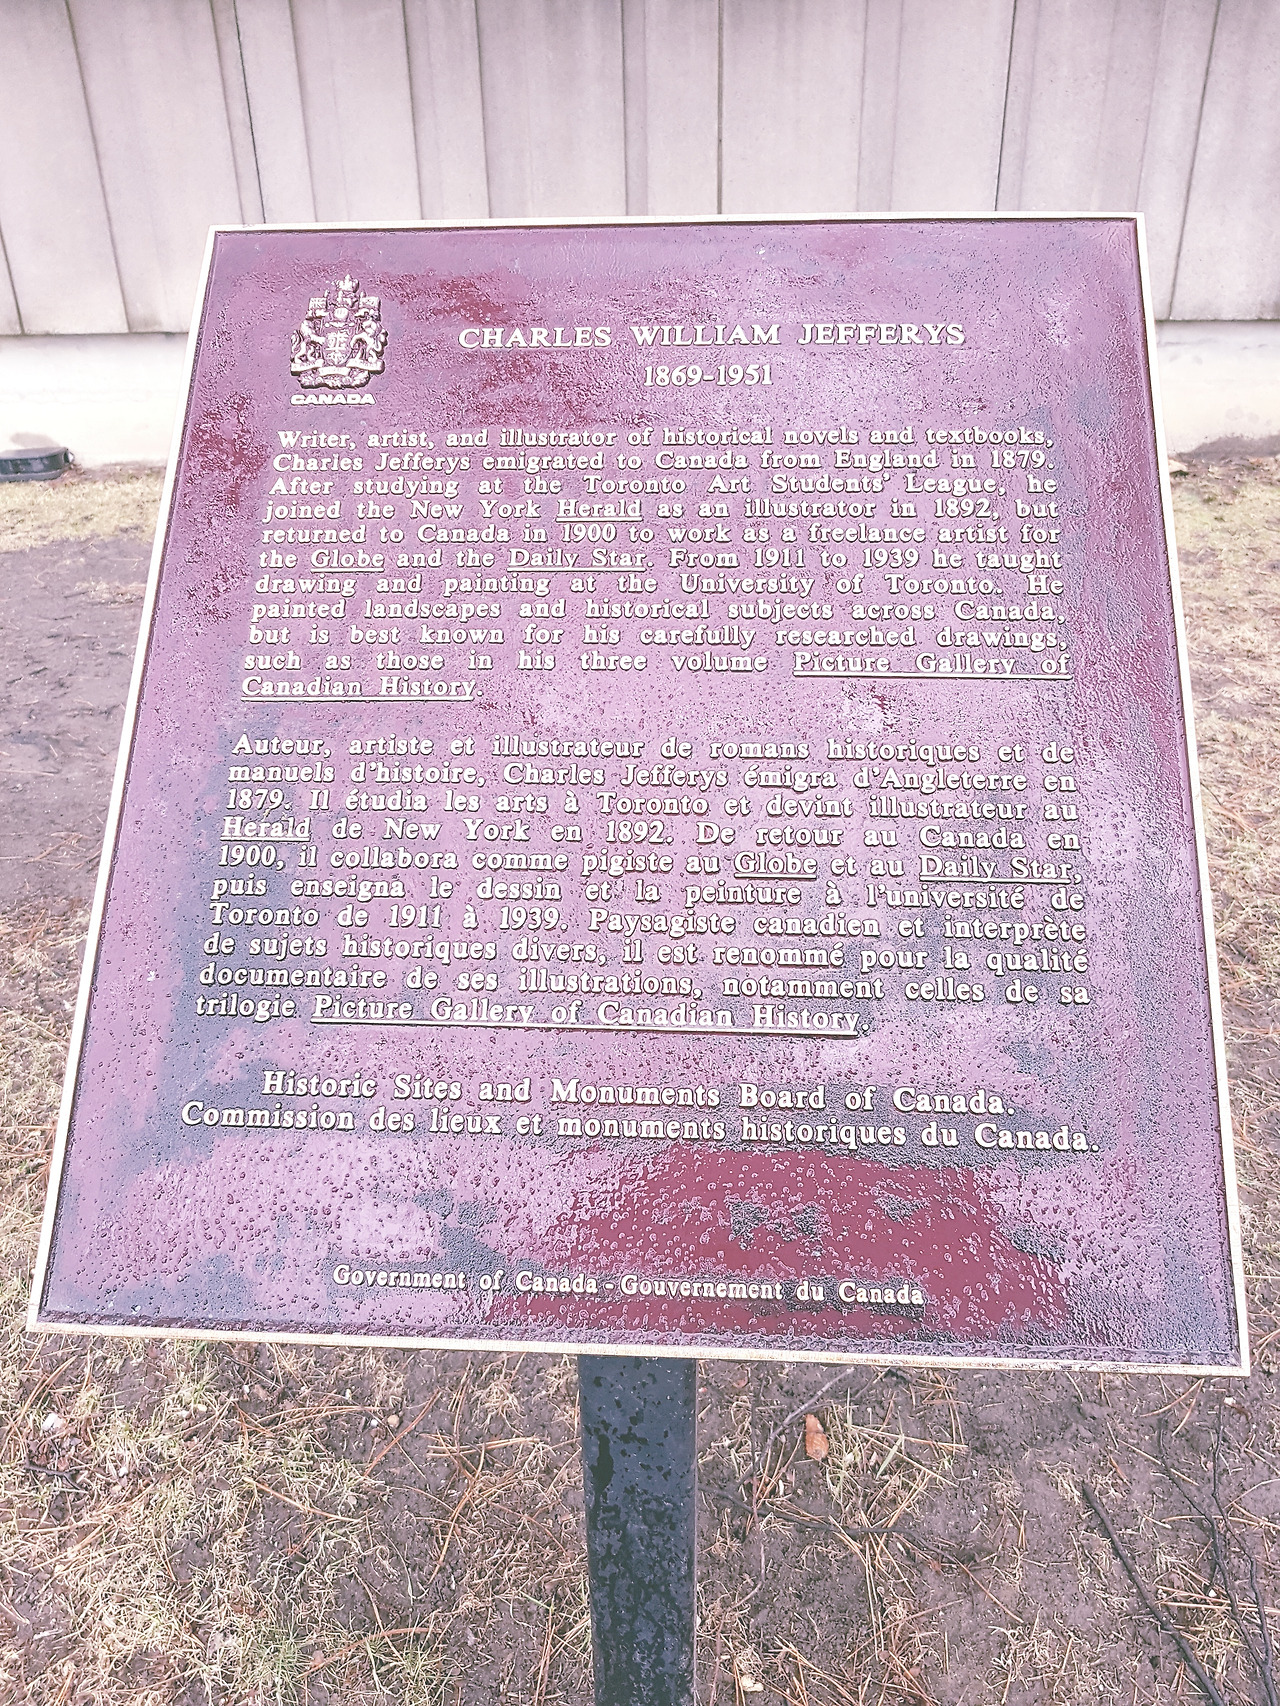 CANADA
CHARLES WILLIAM JEFFERYS
1869-1951
Writer, artist, and illustrator of historical novels and textbooks,
Charles Jefferys emigrated to Canada from England in 1879.
After studying at the Toronto Art Students' League, he
joined the New York Herald as an illustrator in 1892, but
returned to Canada in 1900 to work as a freelance artist for
the Globe and the Daily Star. From 1911 to 1939 he taught
drawing and painting at the University of Toronto. He
painted landscapes and historical subjects across Canada,
but is best known for his carefully researched drawings,
such as those in his three volume Picture Gallery of
Canadian History.
Auteur, artiste et illustrateur de romans historiques et de
manuels d'histoire, Charles Jefferys émigra d'Angleterre en
1879. Il étudia les arts à Toronto et devint illustrateur au
Herald de New York en 1892. De retour au Canada en
1900, il collabora comme pigiste au Globe et au Daily Star,
puis enseigna le dessin et la peinture à l'université de
Toronto de 1911 à 1939. Paysagiste canadien et interprète
de sujets historiques divers, il est renommé pour la qualité
documentaire de ses illustrations, notamment celles de sa
trilogie Picture Gallery of Canadian History.
Historic Sites and Monuments Board of Canada.
Commission des lieux et monuments historiques du Canada.
Government of Canada - Gouvernement du Canada